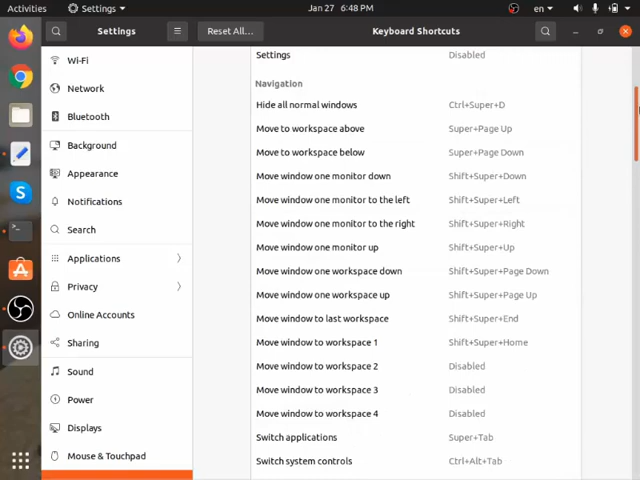 Activities Settings Jan 27 6:48 PM en
Settings Reset All... Keyboard Shortcuts
Wi-Fi
Network
Bluetooth
Background
Appearance
Notifications
Search
Applications
Privacy
Online Accounts
Sharing
Sound
Power
Displays
Mouse & Touchpad
Settings Disabled
Navigation
Hide all normal windows Ctrl+Super+D
Move to workspace above Super+Page Up
Move to workspace below Super+Page Down
Move window one monitor down Shift+Super+Down
Move window one monitor to the left Shift+Super+Left
Move window one monitor to the right Shift+Super+Right
Move window one monitor up Shift+Super+Up
Move window one workspace down Shift+Super+Page Down
Move window one workspace up Shift+Super+Page Up
Move window to last workspace Shift+Super+End
Move window to workspace 1 Shift+Super+Home
Move window to workspace 2 Disabled
Move window to workspace 3 Disabled
Move window to workspace 4 Disabled
Switch applications Super+Tab
Switch system controls Ctrl+Alt+Tab